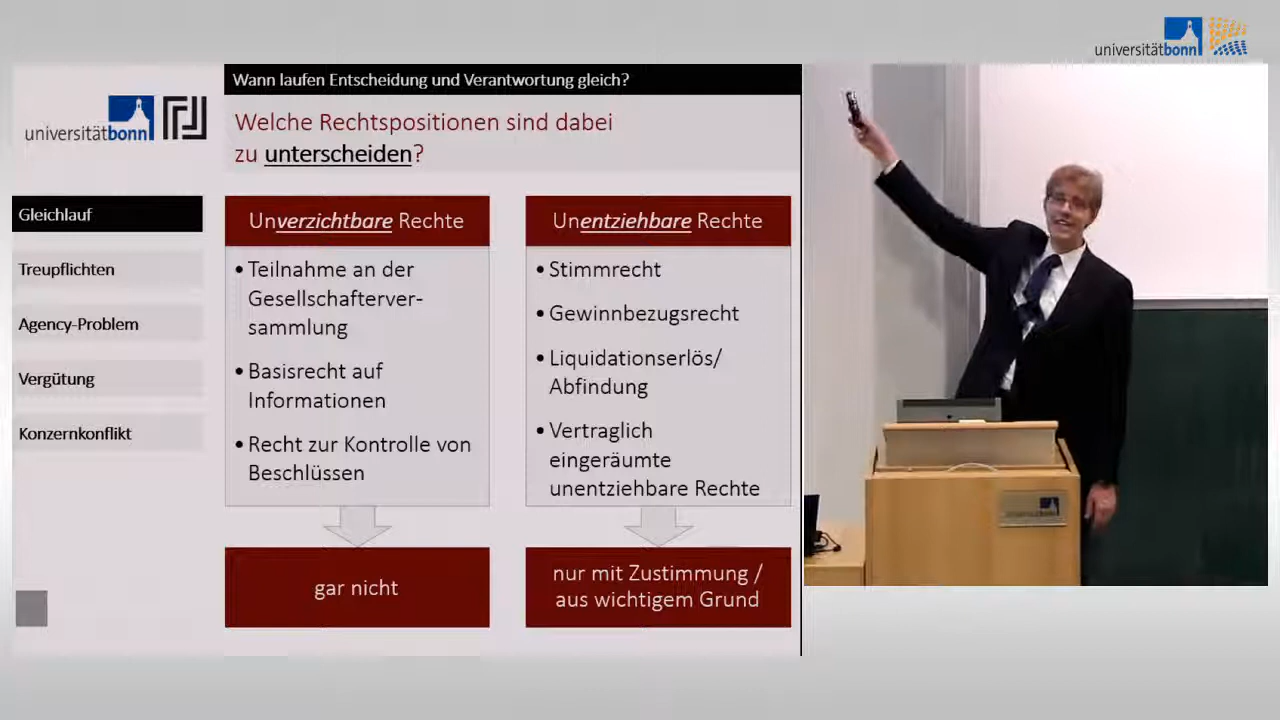 universitätbonn
Wann laufen Entscheidung und Verantwortung gleich?
universitätbonn
Welche Rechtspositionen sind dabei
zu unterscheiden?
Gleichlauf
Treupflichten
Agency-Problem
Vergütung
Konzernkonflikt
Unverzichtbare Rechte
• Teilnahme an der
Gesellschafterver-
sammlung
• Basisrecht auf
Informationen
• Recht zur Kontrolle von
Beschlüssen
gar nicht
Unentziehbare Rechte
• Stimmrecht
• Gewinnbezugsrecht
• Liquidationserlös/
Abfindung
• Vertraglich
eingeräumte
unentziehbare Rechte
nur mit Zustimmung /
aus wichtigem Grund